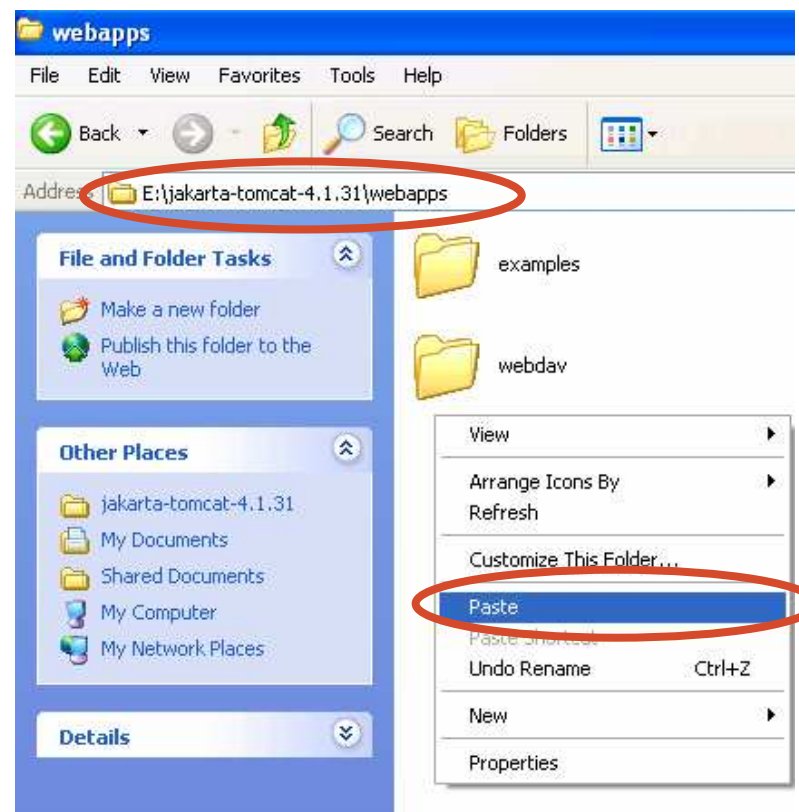 webapps
File Edit View Favorites Tools Help
Back Search Folders
Address E:\jakarta-tomcat-4.1.31\webapps
File and Folder Tasks
Make a new folder
Publish this folder to the
Web
Other Places
jakarta-tomcat-4.1.31
My Documents
Shared Documents
My Computer
My Network Places
Details
examples
webdav
View
Arrange Icons By
Refresh
Customize This Folder...
Paste
Paste Shortcut
Undo Rename Ctrl+Z
New
Properties